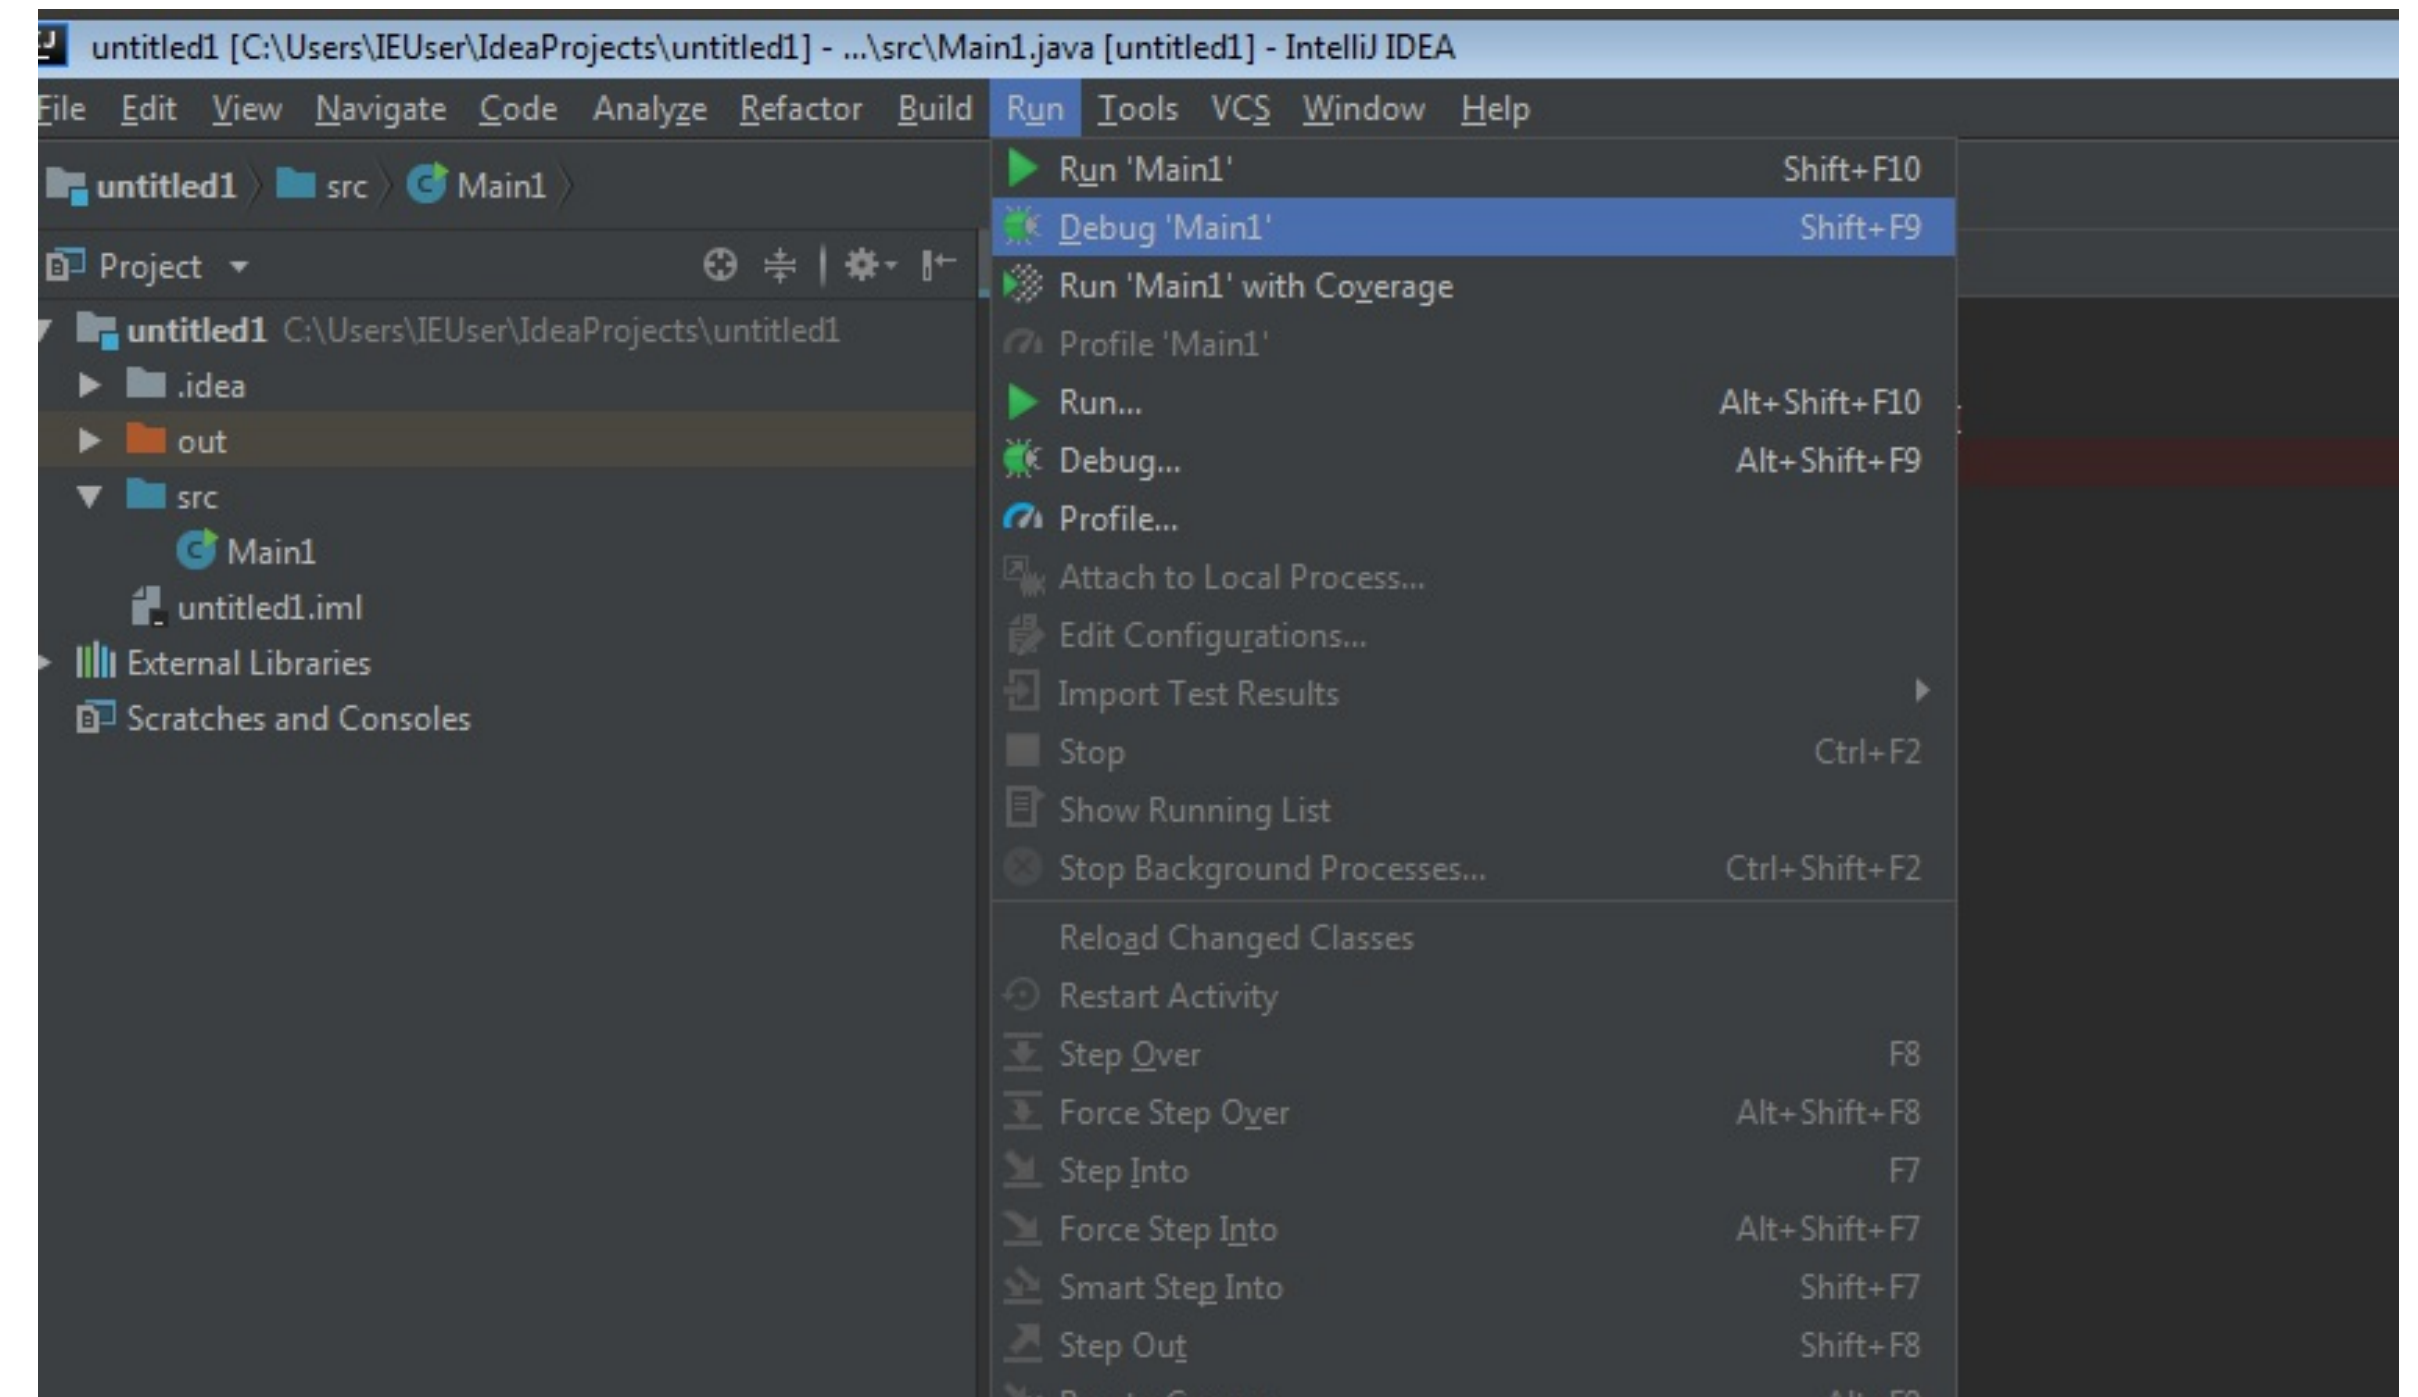 untitled1 [C:\Users\IEUser\IdeaProjects\untitled1] - ...\src\Main1.java [untitled1] - IntelliJ IDEA
File Edit View Navigate Code Analyze Refactor Build Run Tools VCS Window Help
untitled1 src Main1
Project
untitled1 C:\Users\IEUser\IdeaProjects\untitled1
.idea
out
src
Main1
untitled1.iml
External Libraries
Scratches and Consoles
Run 'Main1' Shift+F10
Debug 'Main1' Shift+F9
Run 'Main1' with Coverage
Profile 'Main1'
Run... Alt+Shift+F10
Debug... Alt+Shift+F9
Profile...
Attach to Local Process...
Edit Configurations...
Import Test Results
Stop Ctrl+F2
Show Running List
Stop Background Processes... Ctrl+Shift+F2
Reload Changed Classes
Restart Activity
Step Over F8
Force Step Over Alt+Shift+F8
Step Into F7
Force Step Into Alt+Shift+F7
Smart Step Into Shift+F7
Step Out Shift+F8